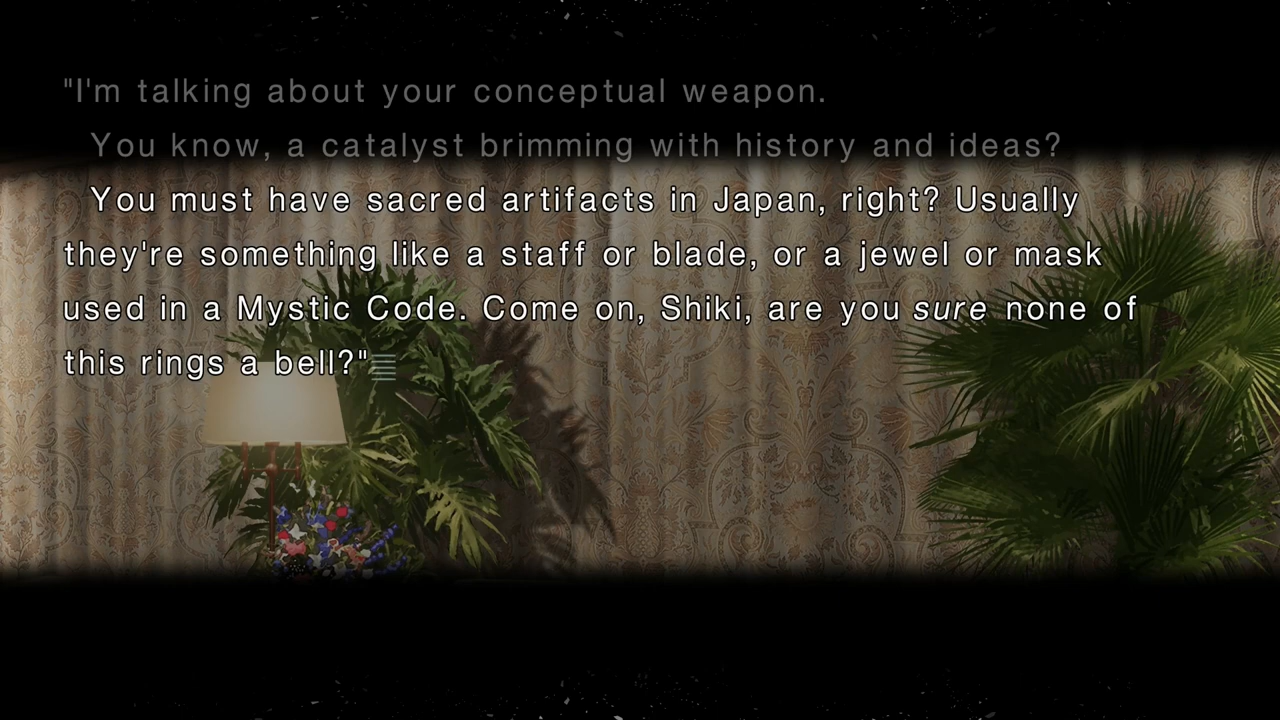 "I'm talking about your conceptual weapon.
You know, a catalyst brimming with history and ideas?
You must have sacred artifacts in Japan, right? Usually
they're something like a staff or blade, or a jewel or mask
used in a Mystic Code. Come on, Shiki, are you sure none of
this rings a bell?"